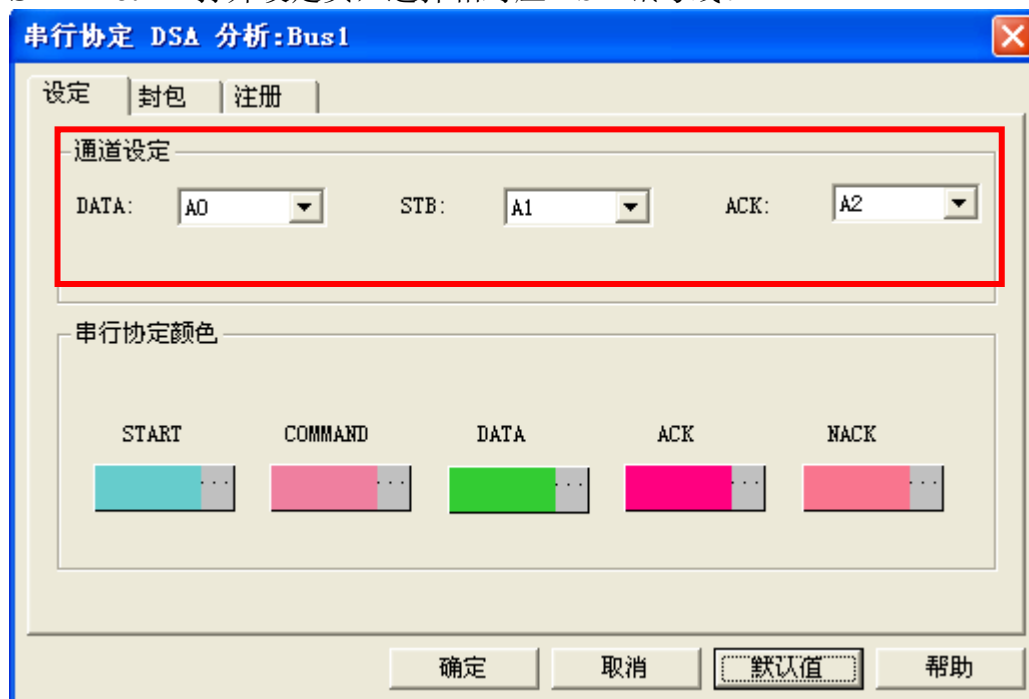 串行协定 DSA 分析:Bus1
设定 封包 注册
通道设定
DATA: A0 STB: A1 ACK: A2
串行协定颜色
START COMMAND DATA ACK NACK
... ... ... ... ...
确定 取消 默认值 帮助